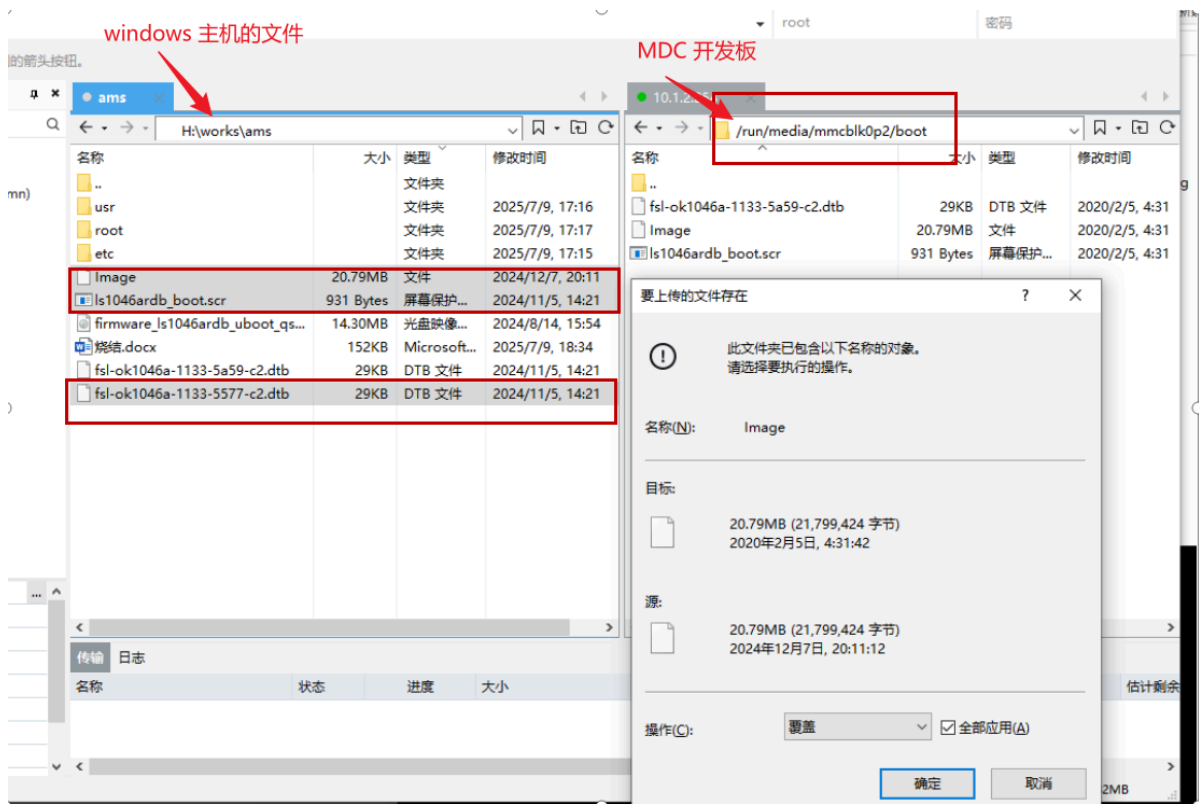 root
密码
windows 主机的文件
MDC 开发板
的箭头按钮。
ams
10.1.2.
H:\works\ams
/run/media/mmcblk0p2/boot
名称 大小 类型 修改时间
名称 大小 类型 修改时间
mn)
.. 文件夹
usr 文件夹 2025/7/9, 17:16
root 文件夹 2025/7/9, 17:17
etc 文件夹 2025/7/9, 17:15
Image 20.79MB 文件 2024/12/7, 20:11
ls1046ardb_boot.scr 931 Bytes 屏幕保护... 2024/11/5, 14:21
firmware_ls1046ardb_uboot_qs... 14.30MB 光盘映像... 2024/8/14, 15:54
烧结.docx 152KB Microsoft... 2025/7/9, 18:34
fsl-ok1046a-1133-5a59-c2.dtb 29KB DTB 文件 2024/11/5, 14:21
fsl-ok1046a-1133-5577-c2.dtb 29KB DTB 文件 2024/11/5, 14:21
..
fsl-ok1046a-1133-5a59-c2.dtb 29KB DTB 文件 2020/2/5, 4:31
Image 20.79MB 文件 2020/2/5, 4:31
ls1046ardb_boot.scr 931 Bytes 屏幕保护... 2020/2/5, 4:31
要上传的文件存在 ?
此文件夹已包含以下名称的对象。
请选择要执行的操作。
名称(N): Image
目标:
20.79MB (21,799,424 字节)
2020年2月5日, 4:31:42
源:
20.79MB (21,799,424 字节)
2024年12月7日, 20:11:12
操作(C): 覆盖 全部应用(A)
确定 取消
...
传输 日志
名称 状态 进度 大小
估计剩余
2MB